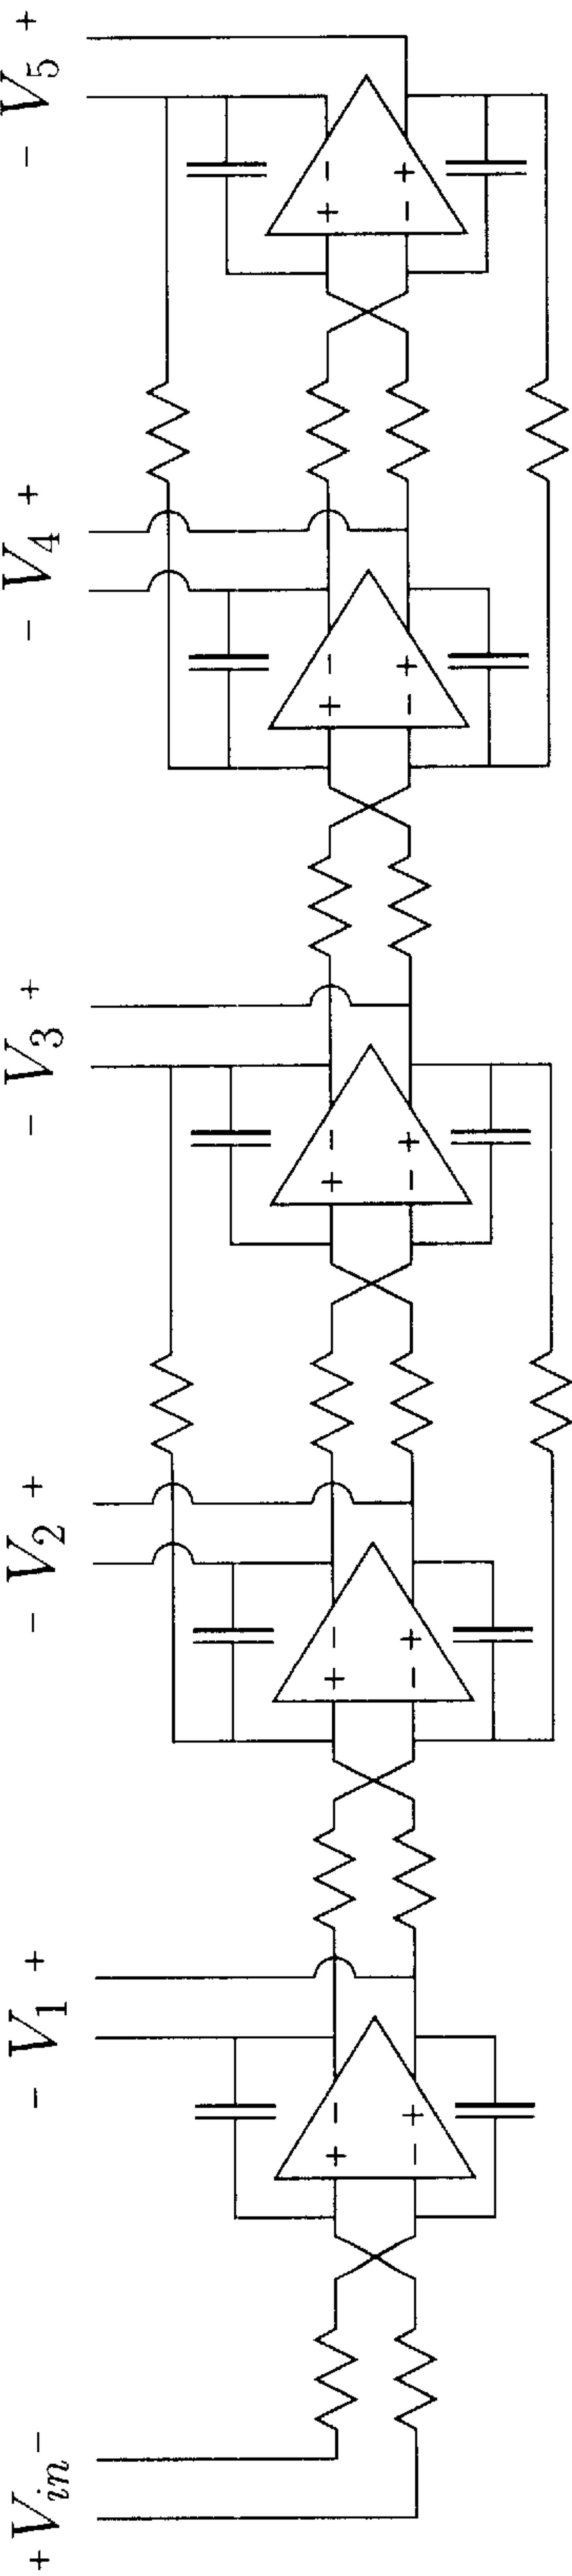 + V_in −
− V_1 +
− V_2 +
− V_3 +
− V_4 +
− V_5 +
+ −
− +
+ −
− +
+ −
− +
+ −
− +
+ −
− +